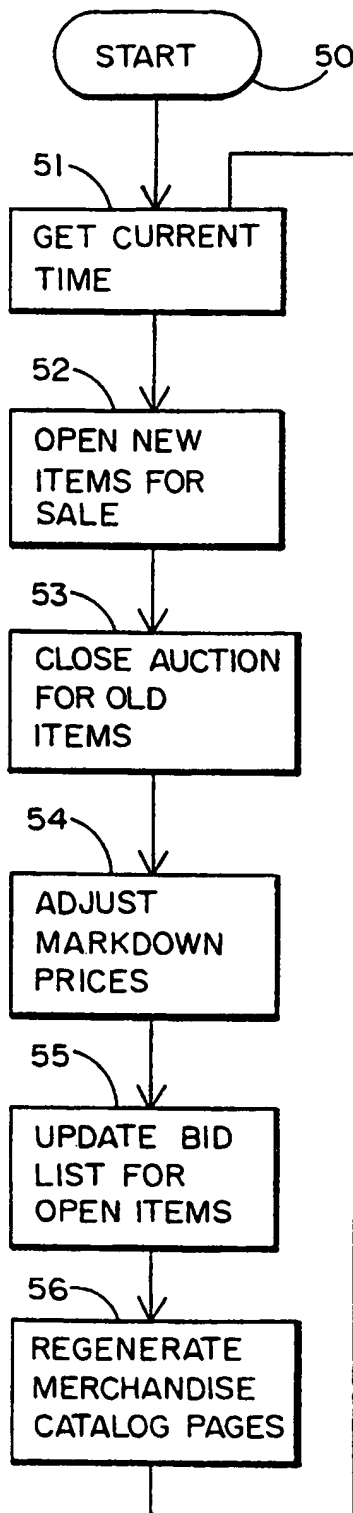 START
50
51
GET CURRENT
TIME
52
OPEN NEW
ITEMS FOR
SALE
53
CLOSE AUCTION
FOR OLD
ITEMS
54
ADJUST
MARKDOWN
PRICES
55
UPDATE BID
LIST FOR
OPEN ITEMS
56
REGENERATE
MERCHANDISE
CATALOG PAGES